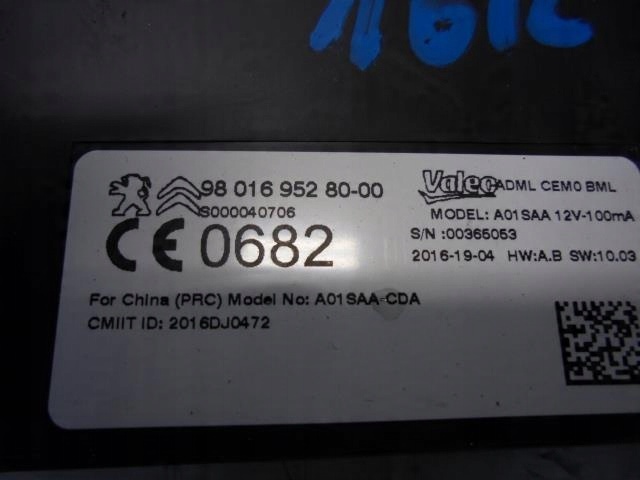 161C
98 016 952 80-00
S000040706
CE 0682
For China (PRC) Model No: A01SAA-CDA
CMIIT ID: 2016DJ0472
Valeo ADML CEM0 BML
MODEL: A01SAA 12V-100mA
S/N :00365053
2016-19-04 HW:A.B SW:10.03